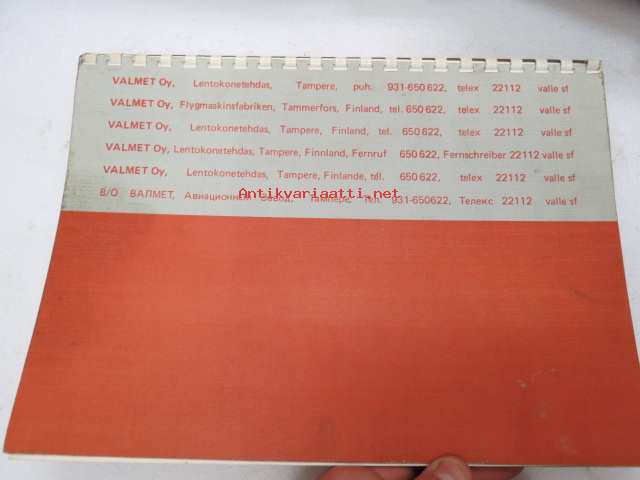 VALMET Oy, Lentokonetehdas, Tampere, puh. 931-650 622, telex 22112 valle sf
VALMET Oy, Flygmaskinsfabriken, Tammerfors, Finland, tel. 650 622, telex 22112 valle sf
VALMET Oy, Lentokonetehdas, Tampere, Finland, tel. 650 622, telex 22112 valle sf
VALMET Oy, Lentokonetehdas, Tampere, Finnland, Fernruf 650 622, Fernschreiber 22112 valle sf
VALMET Oy, Lentokonetehdas, Tampere, Finlande, tél. 650 622, telex 22112 valle sf
Antikvariaatti.net
В/О ВАЛМЕТ, Авиационный Завод, Тампере, тел. 931-650622, Телекс 22112 valle sf